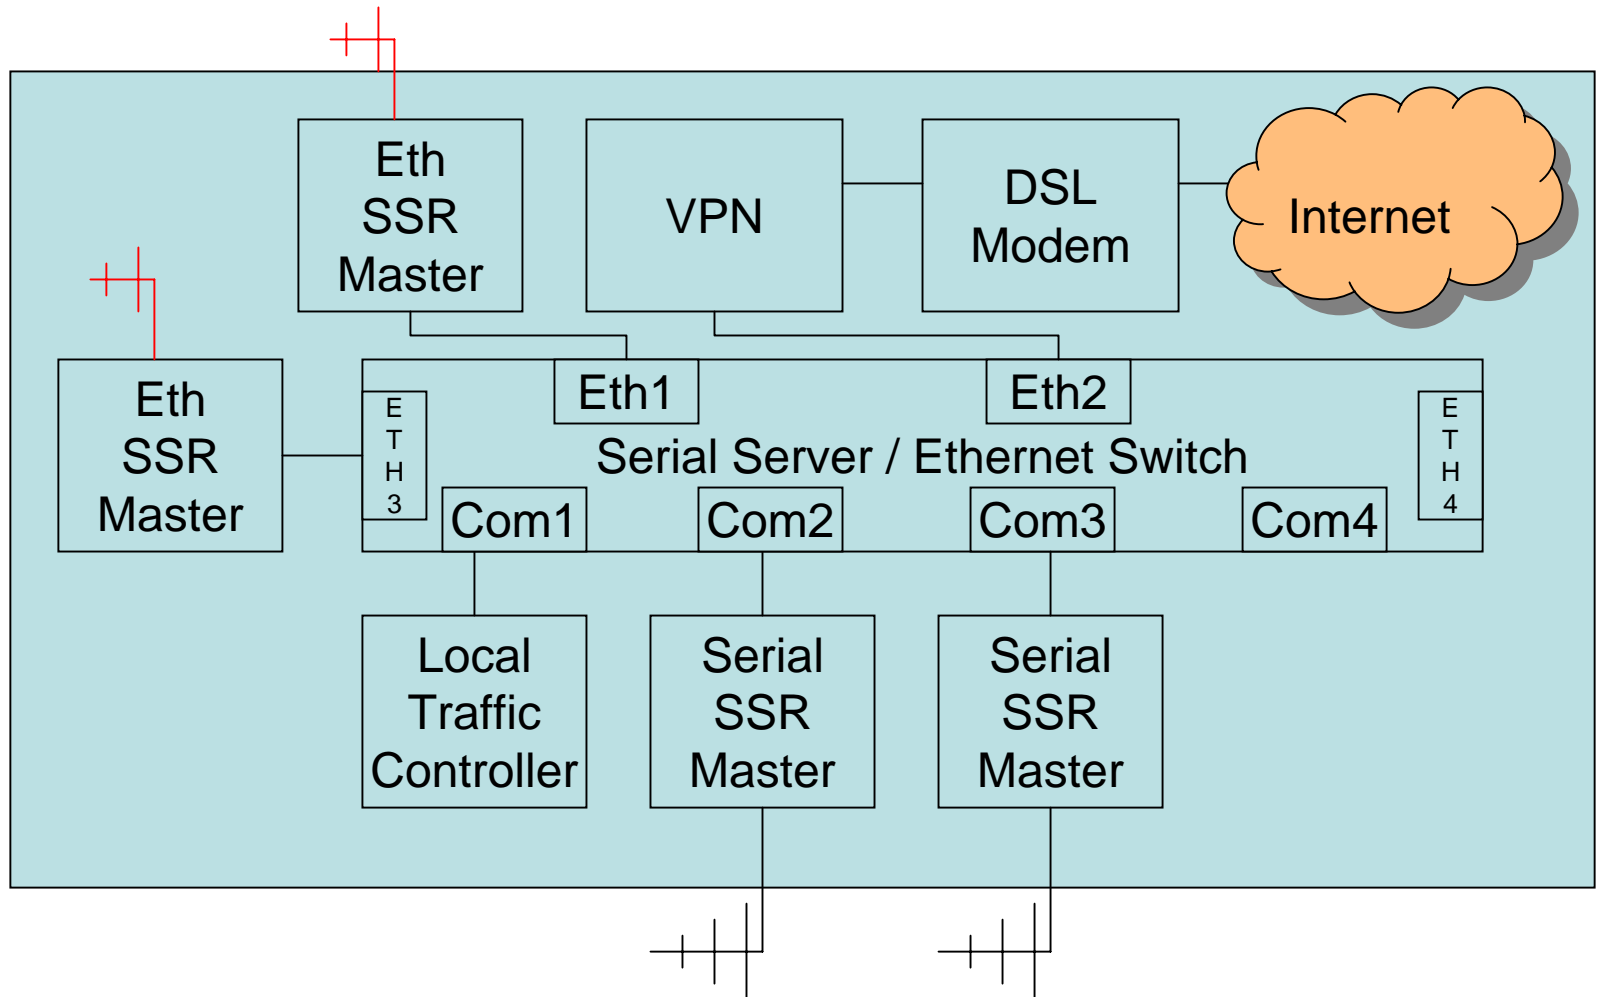 Eth
SSR
Master
VPN
DSL
Modem
Internet
Eth
SSR
Master
E
T
H
3
Eth1
Eth2
E
T
H
4
Serial Server / Ethernet Switch
Com1
Com2
Com3
Com4
Local
Traffic
Controller
Serial
SSR
Master
Serial
SSR
Master